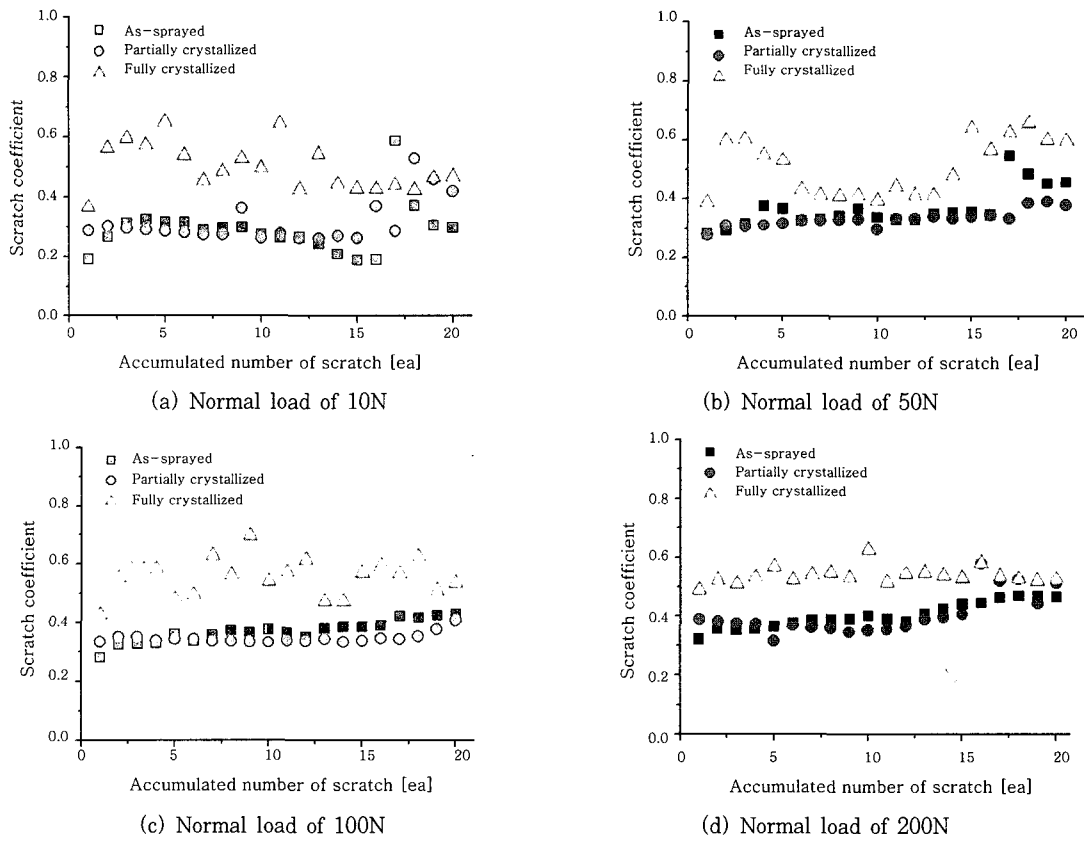 1.0
0.8
0.6
0.4
0.2
0.0
Scratch coefficient
As-sprayed
Partially crystallized
Fully crystallized
0 5 10 15 20
Accumulated number of scratch [ea]
(a) Normal load of 10N
1.0
0.8
0.6
0.4
0.2
0.0
Scratch coefficient
As-sprayed
Partially crystallized
Fully crystallized
0 5 10 15 20
Accumulated number of scratch [ea]
(b) Normal load of 50N
1.0
0.8
0.6
0.4
0.2
0.0
Scratch coefficient
As-sprayed
Partially crystallized
Fully crystallized
0 5 10 15 20
Accumulated number of scratch [ea]
(c) Normal load of 100N
1.0
0.8
0.6
0.4
0.2
0.0
Scratch coefficient
As-sprayed
Partially crystallized
Fully crystallized
0 5 10 15 20
Accumulated number of scratch [ea]
(d) Normal load of 200N